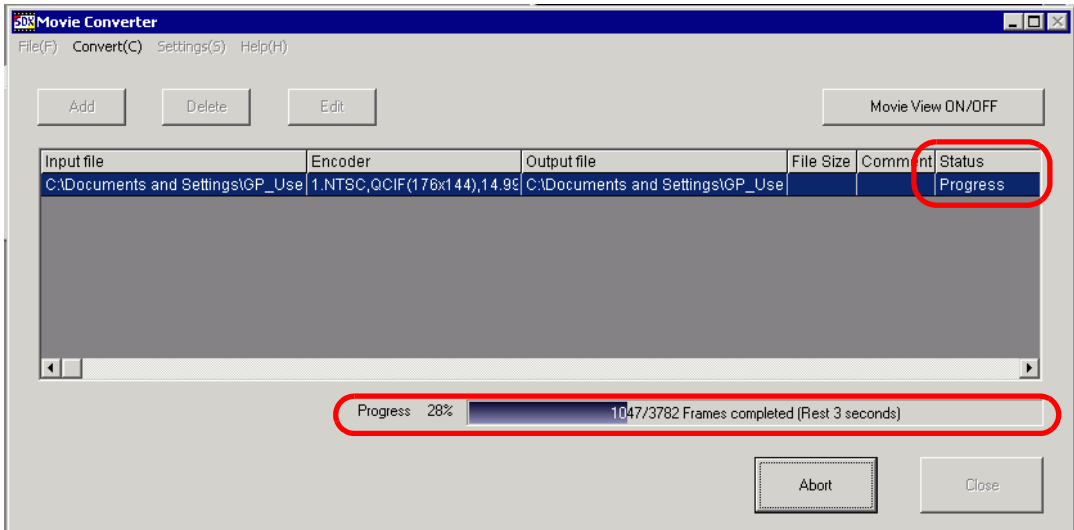 SDX Movie Converter
File(F) Convert(C) Settings(S) Help(H)
Add Delete Edit Movie View ON/OFF
Input file Encoder Output file File Size Comment Status
C:\Documents and Settings\GP_Use 1.NTSC,QCIF(176x144),14.99 C:\Documents and Settings\GP_Use Progress
Progress 28% 1047/3782 Frames completed (Rest 3 seconds)
Abort Close